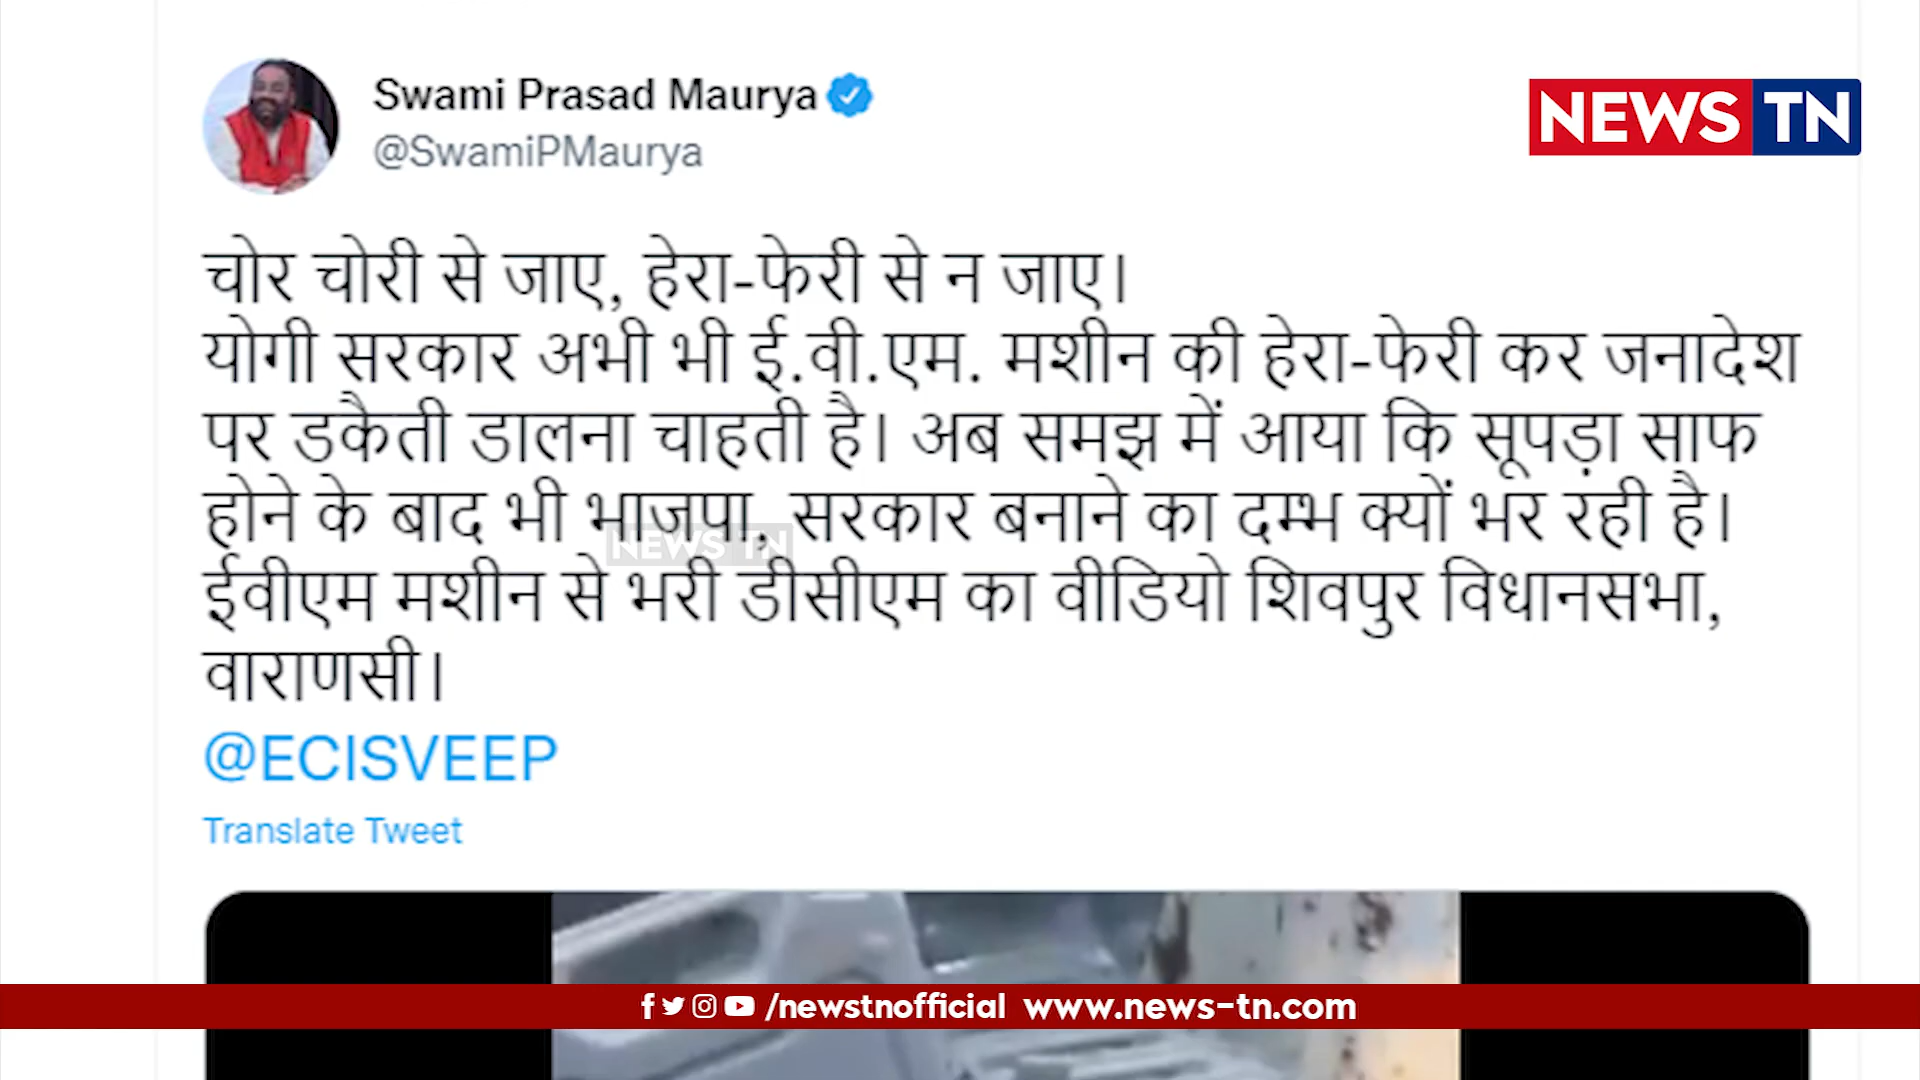 Swami Prasad Maurya
@SwamiPMaurya
NEWS TN
चोर चोरी से जाए, हेरा-फेरी से न जाए।
योगी सरकार अभी भी ई.वी.एम. मशीन की हेरा-फेरी कर जनादेश
पर डकैती डालना चाहती है। अब समझ में आया कि सूपड़ा साफ
होने के बाद भी भाजपा, सरकार बनाने का दम्भ क्यों भर रही है।
NEWS TN
ईवीएम मशीन से भरी डीसीएम का वीडियो शिवपुर विधानसभा,
वाराणसी।
@ECISVEEP
Translate Tweet
/newstnofficial www.news-tn.com